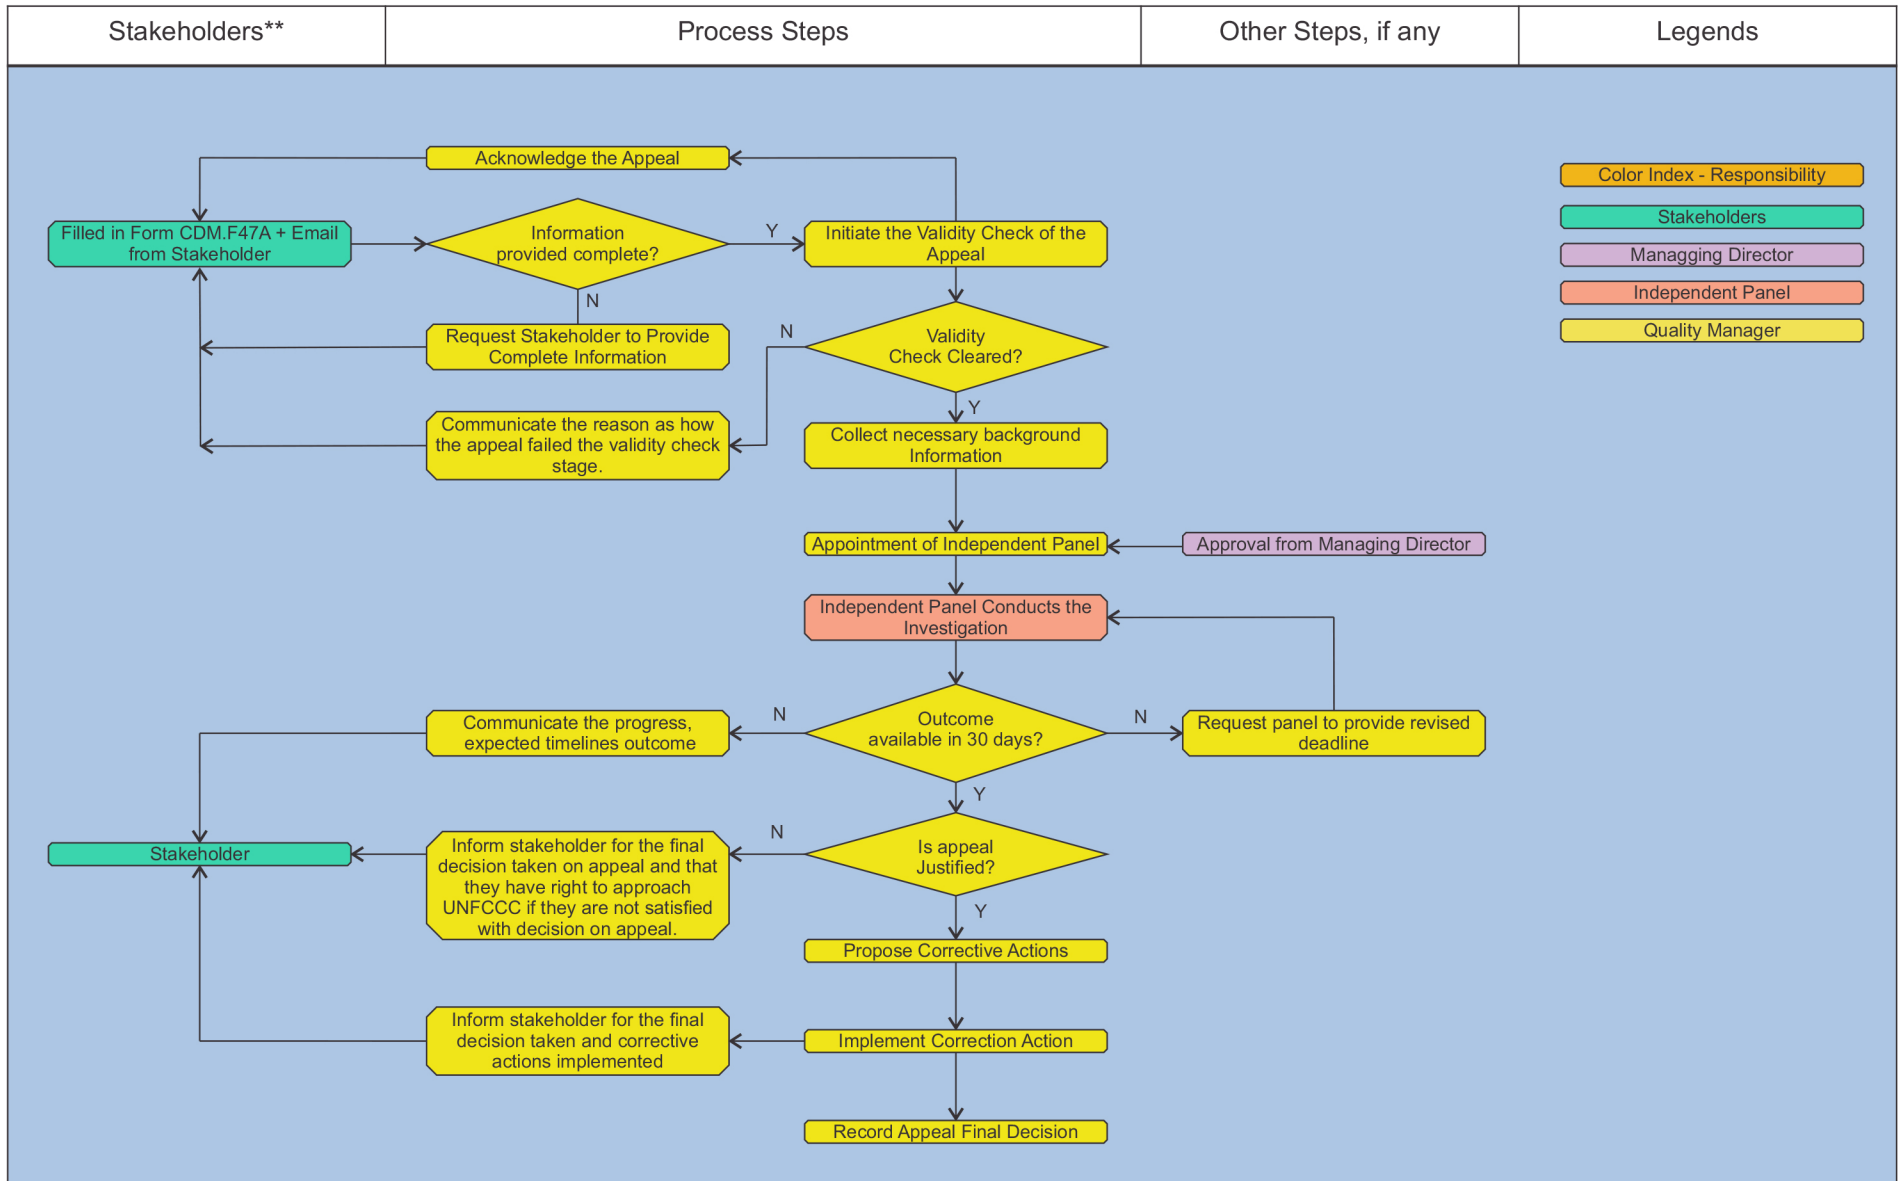 Stakeholders**
Process Steps
Other Steps, if any
Legends
Acknowledge the Appeal
Color Index - Responsibility
Stakeholders
Managging Director
Independent Panel
Quality Manager
Filled in Form CDM.F47A + Email
from Stakeholder
Information
provided complete?
Y
Initiate the Validity Check of the
Appeal
N
Request Stakeholder to Provide
Complete Information
N
Validity
Check Cleared?
Y
Communicate the reason as how
the appeal failed the validity check
stage.
Collect necessary background
Information
Appointment of Independent Panel
Approval from Managing Director
Independent Panel Conducts the
Investigation
Communicate the progress,
expected timelines outcome
N
Outcome
available in 30 days?
N
Request panel to provide revised
deadline
Y
Stakeholder
Inform stakeholder for the final
decision taken on appeal and that
they have right to approach
UNFCCC if they are not satisfied
with decision on appeal.
N
Is appeal
Justified?
Y
Propose Corrective Actions
Inform stakeholder for the final
decision taken and corrective
actions implemented
Implement Correction Action
Record Appeal Final Decision